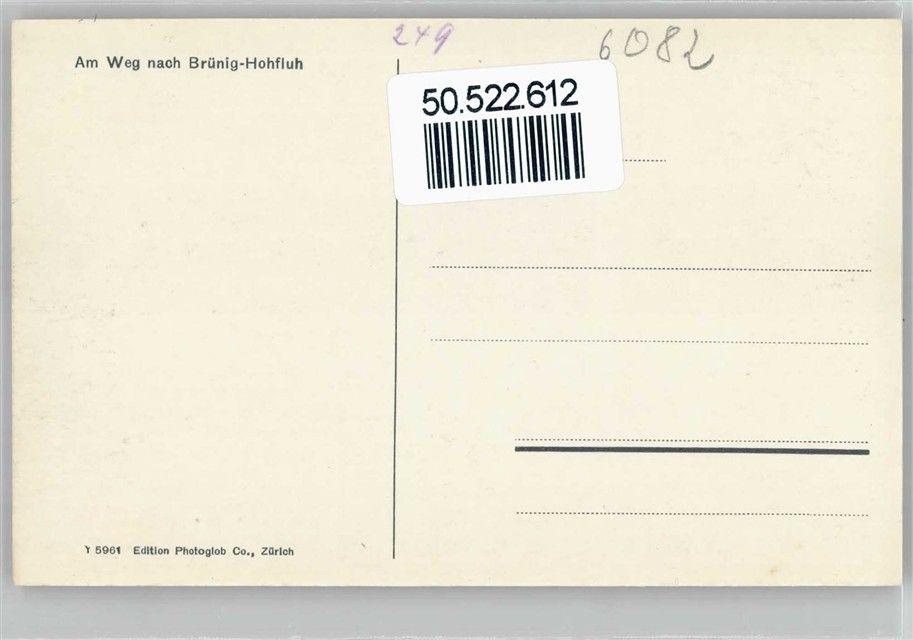 249
6082
Am Weg nach Brünig-Hohfluh
50.522.612
Y 5961 Edition Photoglob Co., Zürich